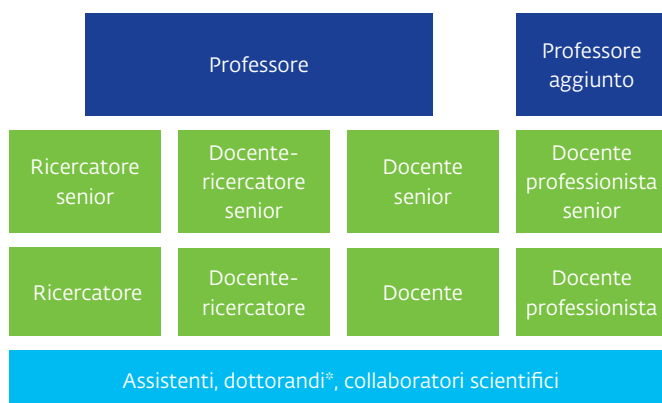 Professore
Professore
aggiunto
Ricercatore
senior
Docente-
ricercatore
senior
Docente
senior
Docente
professionista
senior
Ricercatore
Docente-
ricercatore
Docente
Docente
professionista
Assistenti, dottorandi*, collaboratori scientifici